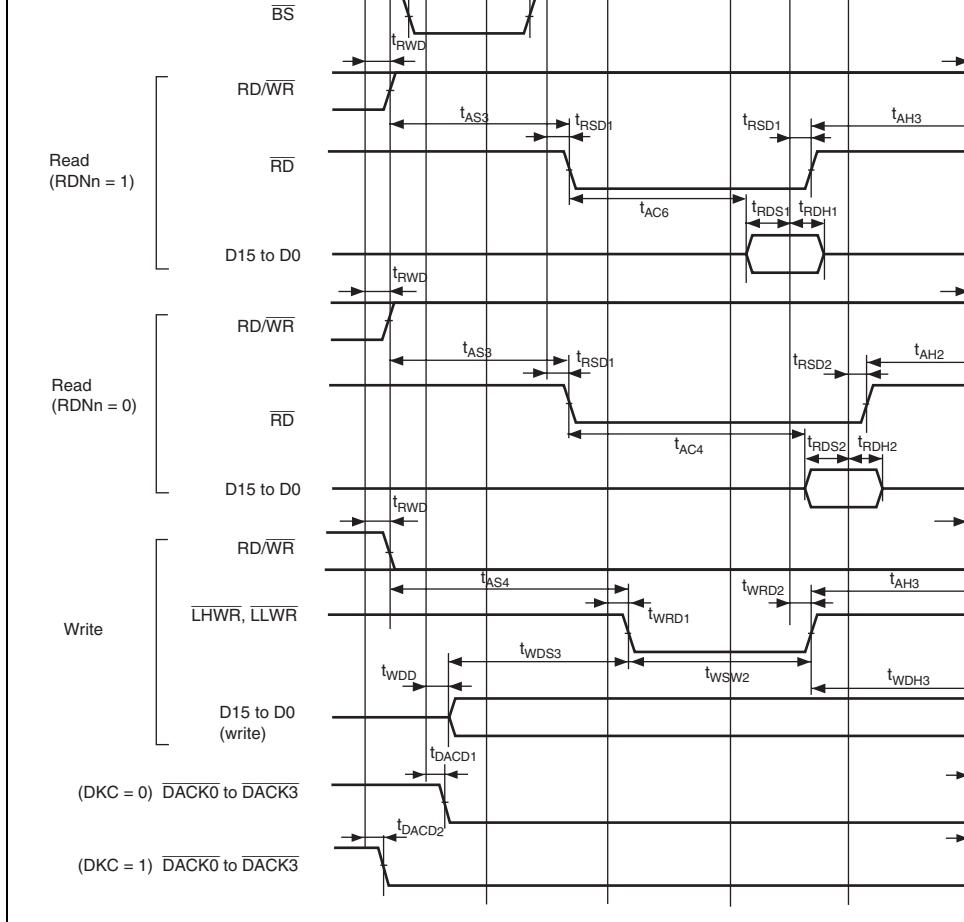 BS
tRWD
RD/WR
tAS3
tRSD1
tRSD1
tAH3
Read
(RDNn = 1)
RD
tAC6
tRDS1
tRDH1
D15 to D0
tRWD
RD/WR
tAS3
tRSD1
tRSD2
tAH2
Read
(RDNn = 0)
RD
tAC4
tRDS2
tRDH2
D15 to D0
tRWD
RD/WR
tAS4
tWRD2
tAH3
LHWR, LLWR
tWRD1
Write
tWDS3
tWDD
tWSW2
tWDH3
D15 to D0
(write)
tDACD1
(DKC = 0) DACK0 to DACK3
tDACD2
(DKC = 1) DACK0 to DACK3